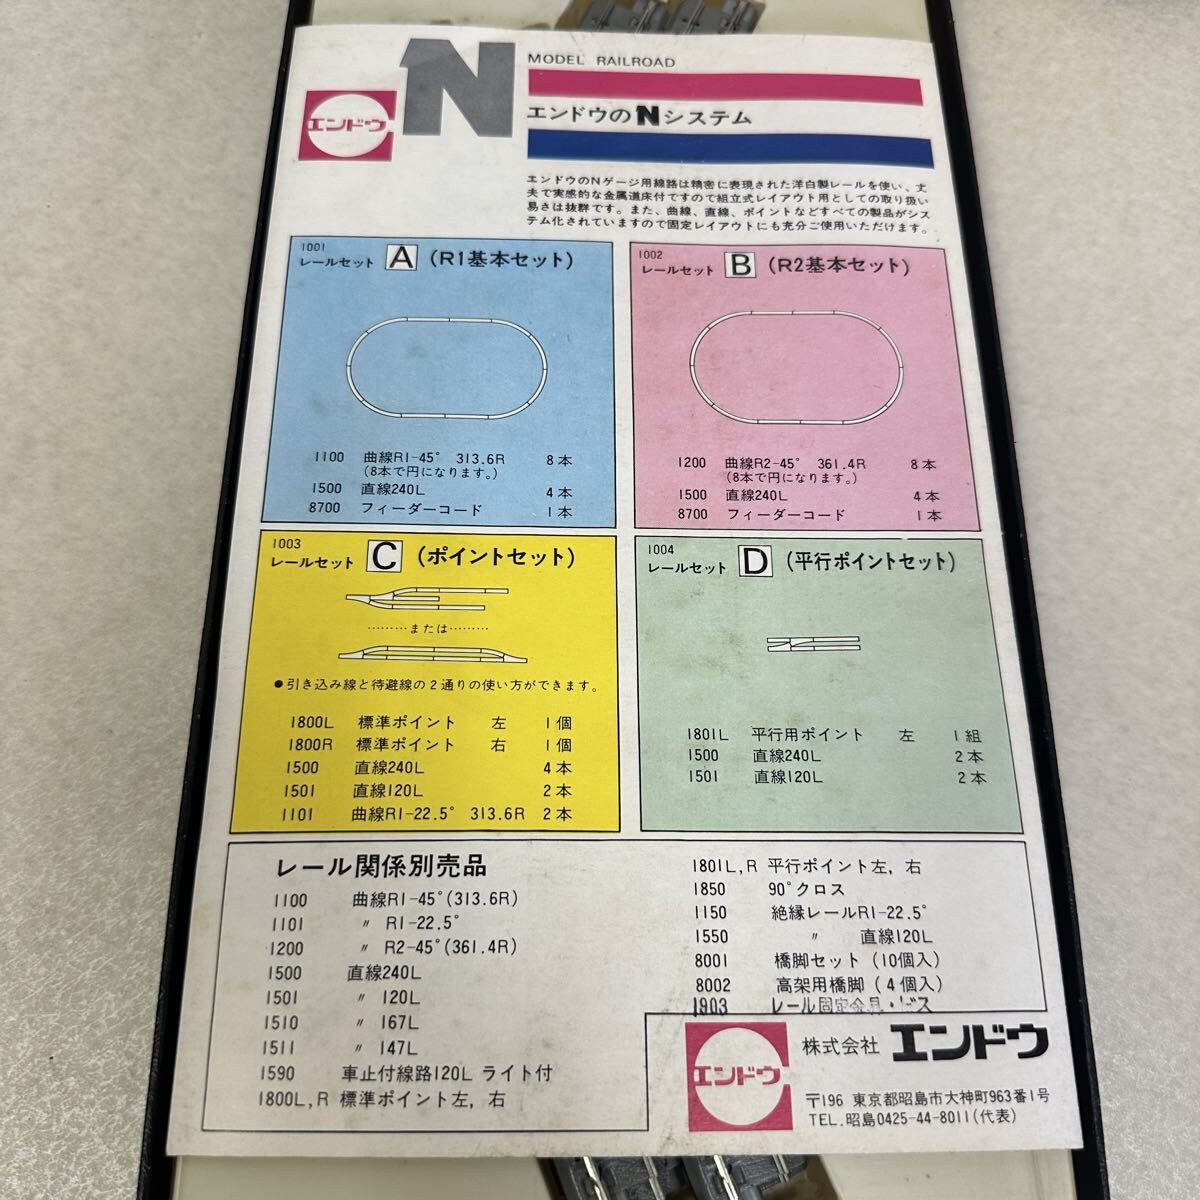 N
MODEL RAILROAD
エンドウ
エンドウのNシステム
エンドウのNゲージ用線路は精密に表現された洋白製レールを使い、丈
夫で実感的な金属道床付ですので組立式レイアウト用としての取り扱い
易さは抜群です。また、曲線、直線、ポイントなどすべての製品がシス
テム化されていますので固定レイアウトにも充分ご使用いただけます。
1001
レールセット A (R1基本セット)
1100 曲線R1-45° 313.6R 8本
(8本で円になります。)
1500 直線240L 4本
8700 フィーダーコード 1本
1002
レールセット B (R2基本セット)
1200 曲線R2-45° 361.4R 8本
(8本で円になります。)
1500 直線240L 4本
8700 フィーダーコード 1本
1003
レールセット C (ポイントセット)
………または………
●引き込み線と待避線の2通りの使い方ができます。
1800L 標準ポイント 左 1個
1800R 標準ポイント 右 1個
1500 直線240L 4本
1501 直線120L 2本
1101 曲線R1-22.5° 313.6R 2本
1004
レールセット D (平行ポイントセット)
1801L 平行用ポイント 左 1組
1500 直線240L 2本
1501 直線120L 2本
レール関係別売品
1100 曲線R1-45°(313.6R)
1101 〃 R1-22.5°
1200 〃 R2-45°(361.4R)
1500 直線240L
1501 〃 120L
1510 〃 167L
1511 〃 147L
1590 車止付線路120L ライト付
1800L,R 標準ポイント左,右
1801L,R 平行ポイント左,右
1850 90°クロス
1150 絶縁レールR1-22.5°
1550 〃 直線120L
8001 橋脚セット(10個入)
8002 高架用橋脚(4個入)
1903 レール固定金具・ビス
エンドウ
株式会社 エンドウ
〒196 東京都昭島市大神町963番1号
TEL.昭島0425-44-8011(代表)